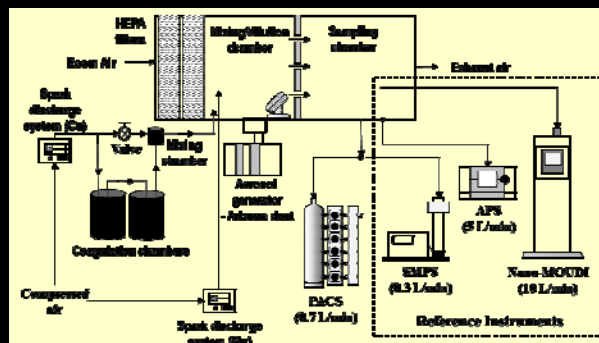 HEPA
filters
Mixing/dilution
chamber
Sampling
chamber
Room Air
Exhaust air
Spark
discharge
system (Cu)
Valve
Mixing
chamber
Aerosol
generator
- Arizona dust
Coagulation chambers
Compressed
air
Spark discharge
system
PACS
(0.7 L/min)
SMPS
(0.3 L/min)
APS
(5 L/min)
Nano-MOUDI
(10 L/min)
Reference Instruments